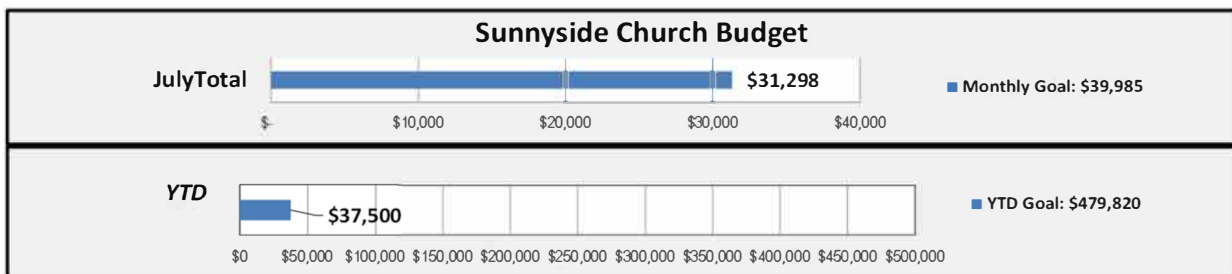 Sunnyside Church Budget
JulyTotal
$31,298
Monthly Goal: $39,985
$- $10,000 $20,000 $30,000 $40,000
YTD
$37,500
YTD Goal: $479,820
$0 $50,000 $100,000 $150,000 $200,000 $250,000 $300,000 $350,000 $400,000 $450,000 $500,000